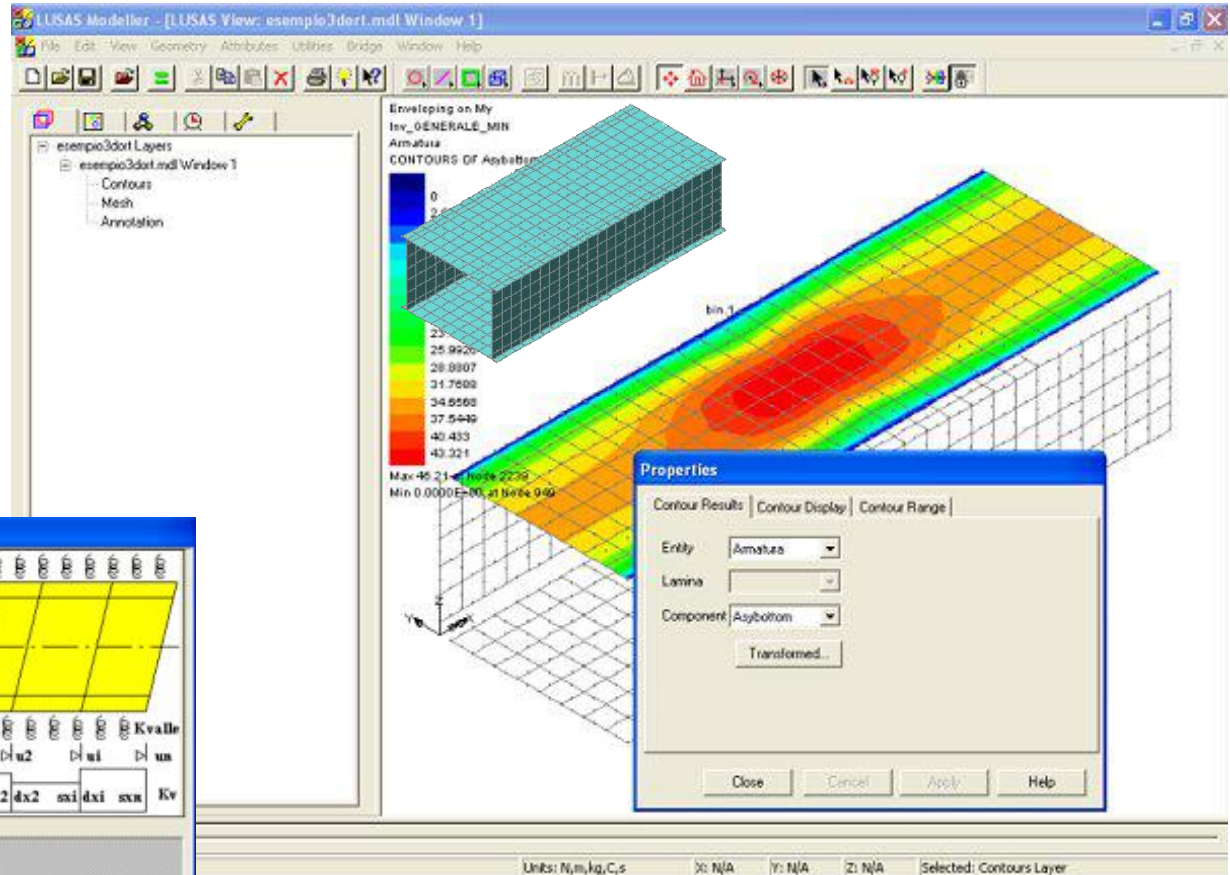 LUSAS Modeller - [LUSAS View: esempio3dort.mdl Window 1]
File Edit View Geometry Attributes Utilities Bridge Window Help
esempio3dort Layers
esempio3dort.mdl Window 1
Contours
Mesh
Annotation
Enveloping on My
Inv_GENERALE_MIN
Armatura
CONTOURS OF Asybottom
0
25.9926
28.8807
31.7688
34.6568
37.5449
40.433
43.321
Max 46.21 at Node 2239
Min 0.0000E+00, at Node 949
bin.1
Z
Y
Properties
Contour Results Contour Display Contour Range
Entity Armatura
Lamina
Component Asybottom
Transformed...
Close Cancel Apply Help
Kvalle
u2 ui un
2 dx2 sxi dxi sxn Kv
Units: N,m,kg,C,s X: N/A Y: N/A Z: N/A Selected: Contours Layer